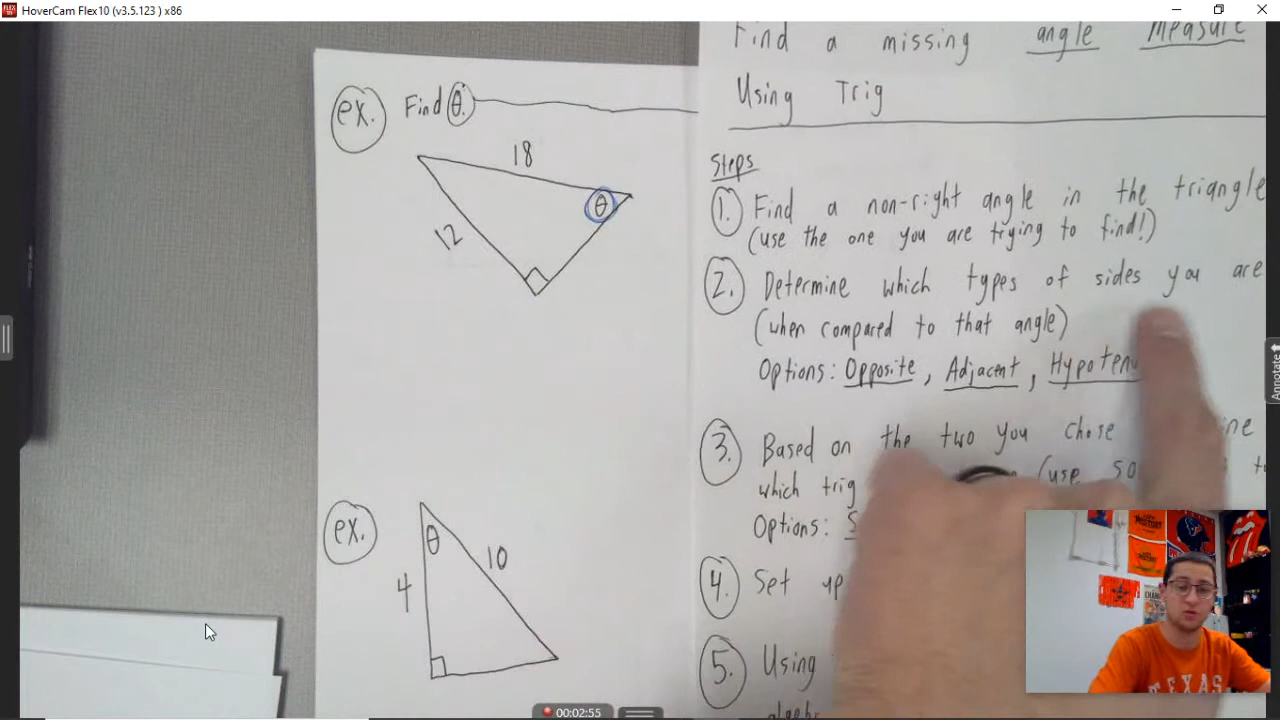 HoverCam Flex10 (v3.5.123) x86
Find a missing angle measure
Using Trig
ex. Find θ.
18
θ
12
Steps
1. Find a non-right angle in the triangle
(use the one you are trying to find!)
2. Determine which types of sides you are
(when compared to that angle)
Options: Opposite, Adjacent,
3. Based on the two you chose
which trig (use
Options:
4. Set up
5. Using
ex.
θ
10
4
Annotate
TEXAS
00:02:55